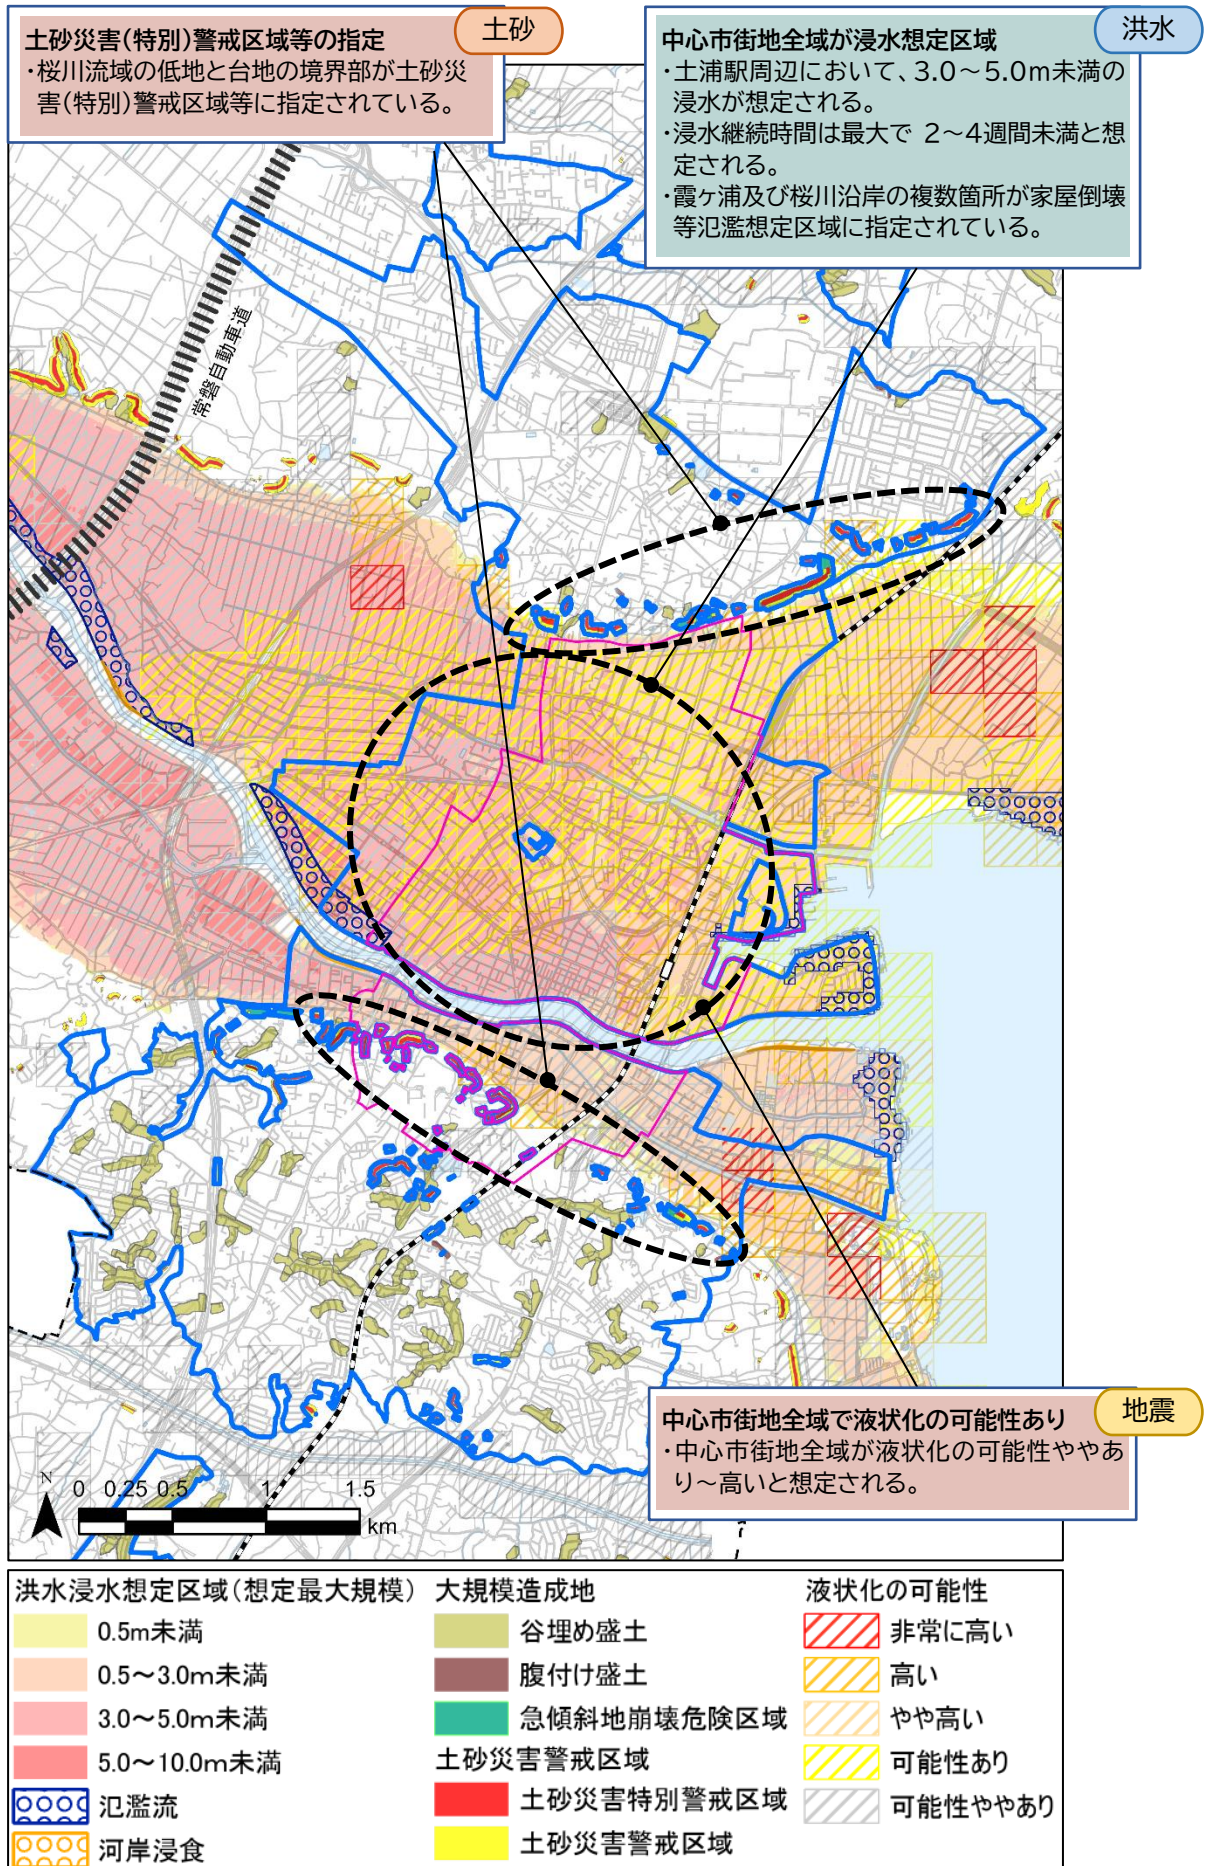 土砂災害(特別)警戒区域等の指定
土砂
・桜川流域の低地と台地の境界部が土砂災
害(特別)警戒区域等に指定されている。
中心市街地全域が浸水想定区域
洪水
・土浦駅周辺において、3.0～5.0m未満の
浸水が想定される。
・浸水継続時間は最大で 2～4週間未満と想
定される。
・霞ヶ浦及び桜川沿岸の複数箇所が家屋倒壊
等氾濫想定区域に指定されている。
常磐自動車道
中心市街地全域で液状化の可能性あり
地震
・中心市街地全域が液状化の可能性ややあ
り～高いと想定される。
N
0 0.25 0.5 1 1.5
km
洪水浸水想定区域(想定最大規模)
0.5m未満
0.5～3.0m未満
3.0～5.0m未満
5.0～10.0m未満
氾濫流
河岸浸食
大規模造成地
谷埋め盛土
腹付け盛土
急傾斜地崩壊危険区域
土砂災害警戒区域
土砂災害特別警戒区域
土砂災害警戒区域
液状化の可能性
非常に高い
高い
やや高い
可能性あり
可能性ややあり